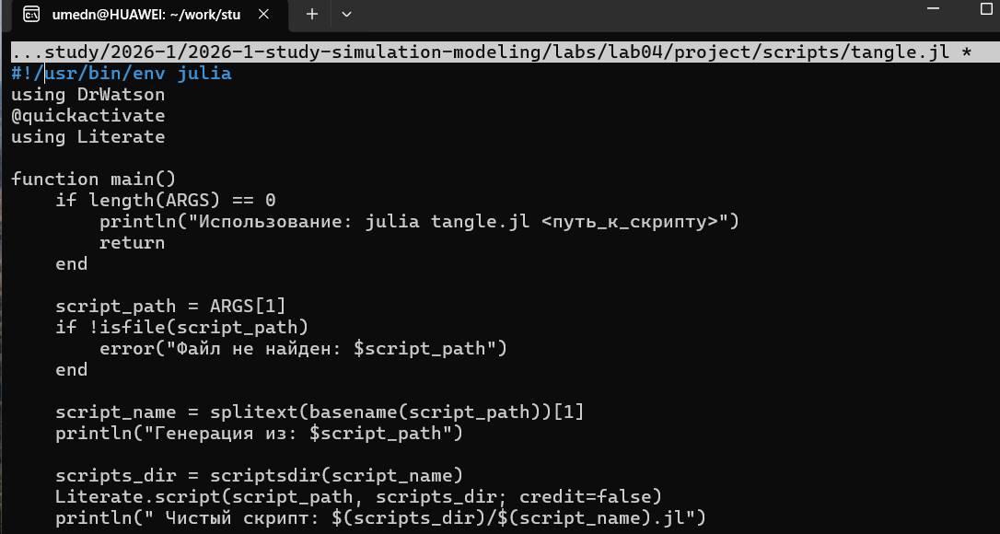 umedn@HUAWEI: ~/work/stu
...study/2026-1/2026-1-study-simulation-modeling/labs/lab04/project/scripts/tangle.jl *
#!/usr/bin/env julia
using DrWatson
@quickactivate
using Literate

function main()
    if length(ARGS) == 0
        println("Использование: julia tangle.jl <путь_к_скрипту>")
        return
    end

    script_path = ARGS[1]
    if !isfile(script_path)
        error("Файл не найден: $script_path")
    end

    script_name = splitext(basename(script_path))[1]
    println("Генерация из: $script_path")

    scripts_dir = scriptsdir(script_name)
    Literate.script(script_path, scripts_dir; credit=false)
    println(" Чистый скрипт: $(scripts_dir)/$(script_name).jl")